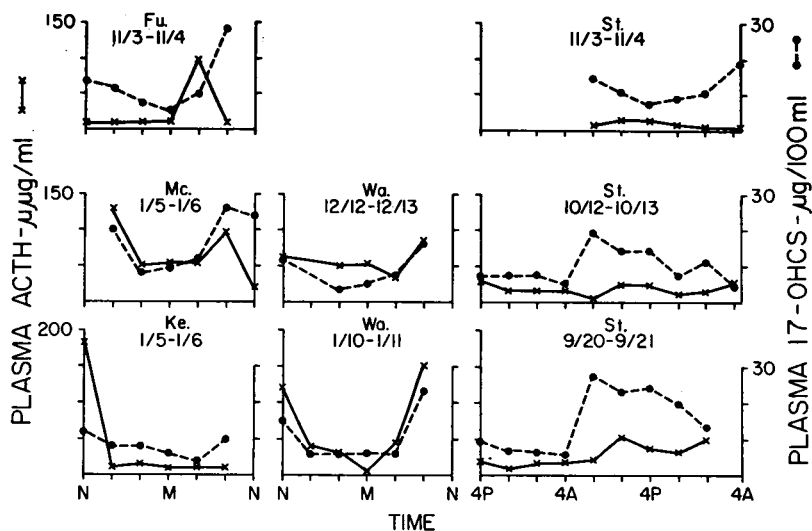 PLASMA ACTH-μμg/ml ×—×
150
Fu.
11/3-11/4
St.
11/3-11/4
30
150
Mc.
1/5-1/6
Wa.
12/12-12/13
St.
10/12-10/13
30
200
Ke.
1/5-1/6
Wa.
1/10-1/11
St.
9/20-9/21
30
N M N
N M N
4P 4A 4P 4A
TIME
PLASMA 17-OHCS-μg/100ml